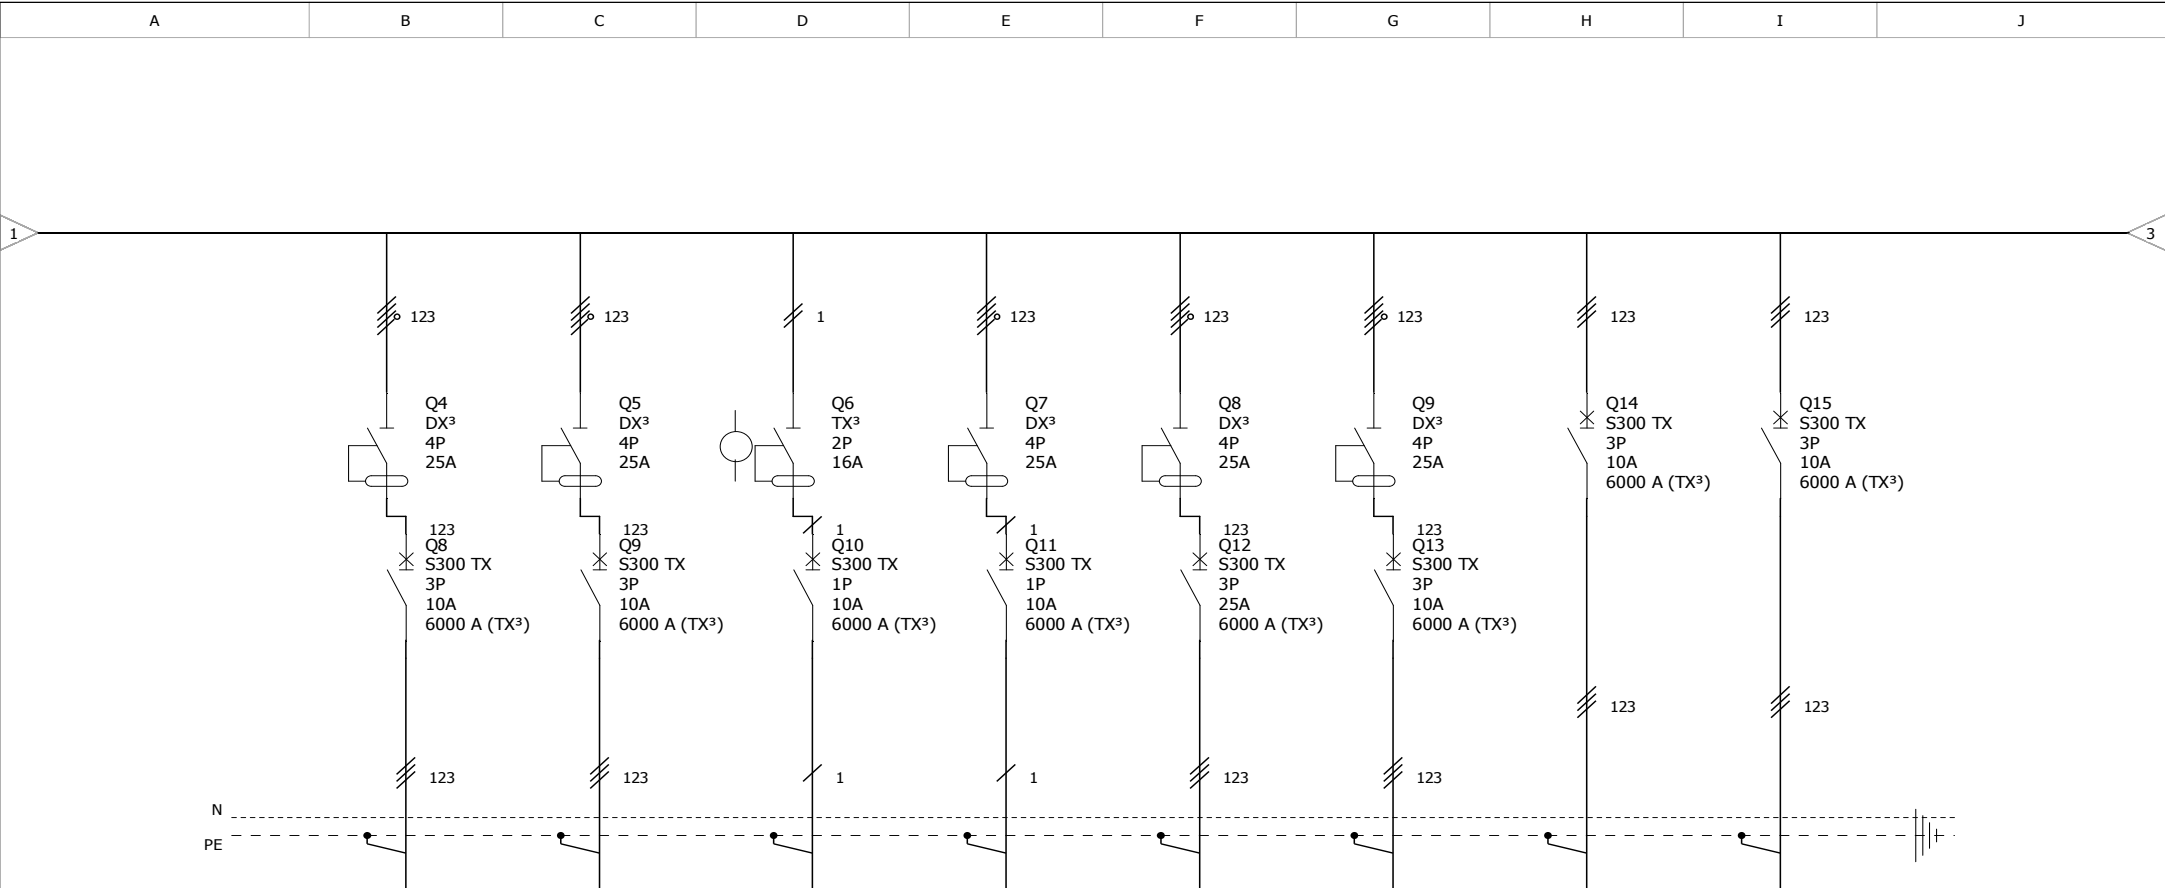 A B C D E F G H I J
1 3
123 123 1 123 123 123 123 123
Q4
DX³
4P
25A
Q5
DX³
4P
25A
Q6
TX³
2P
16A
Q7
DX³
4P
25A
Q8
DX³
4P
25A
Q9
DX³
4P
25A
Q14
S300 TX
3P
10A
6000 A (TX³)
Q15
S300 TX
3P
10A
6000 A (TX³)
123
Q8
S300 TX
3P
10A
6000 A (TX³)
123
Q9
S300 TX
3P
10A
6000 A (TX³)
1
Q10
S300 TX
1P
10A
6000 A (TX³)
1
Q11
S300 TX
1P
10A
6000 A (TX³)
123
Q12
S300 TX
3P
25A
6000 A (TX³)
123
Q13
S300 TX
3P
10A
6000 A (TX³)
123 123
123 123 1 1 123 123
N
PE